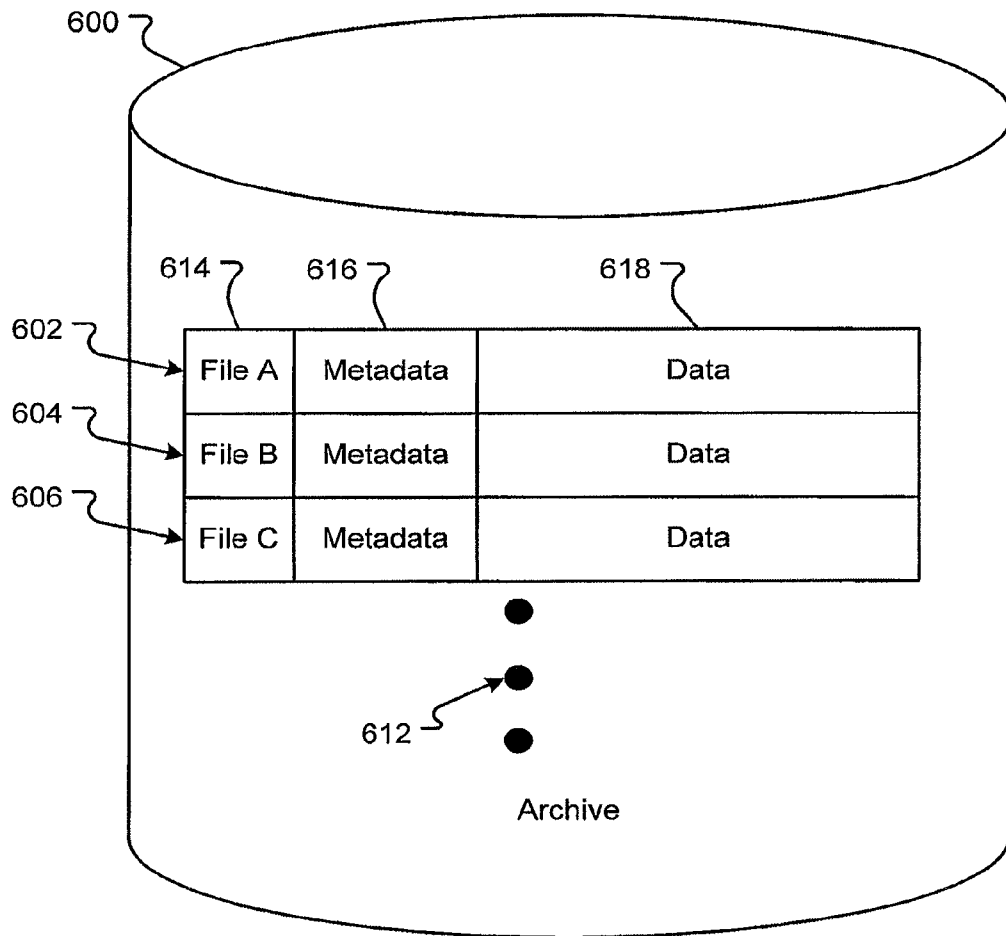 600
614
616
618
602
File A Metadata Data
604
File B Metadata Data
606
File C Metadata Data
612
Archive